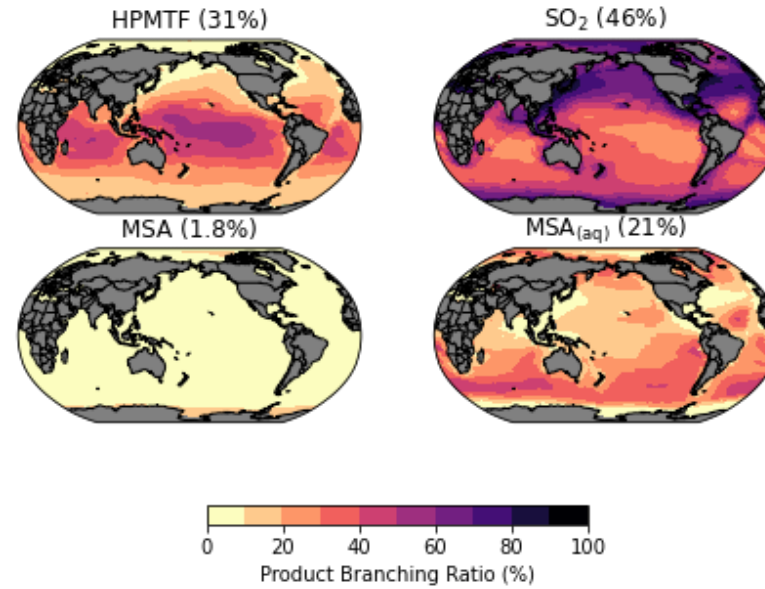 HPMTF (31%)
SO₂ (46%)
MSA (1.8%)
MSA₍aq₎ (21%)
0 20 40 60 80 100
Product Branching Ratio (%)